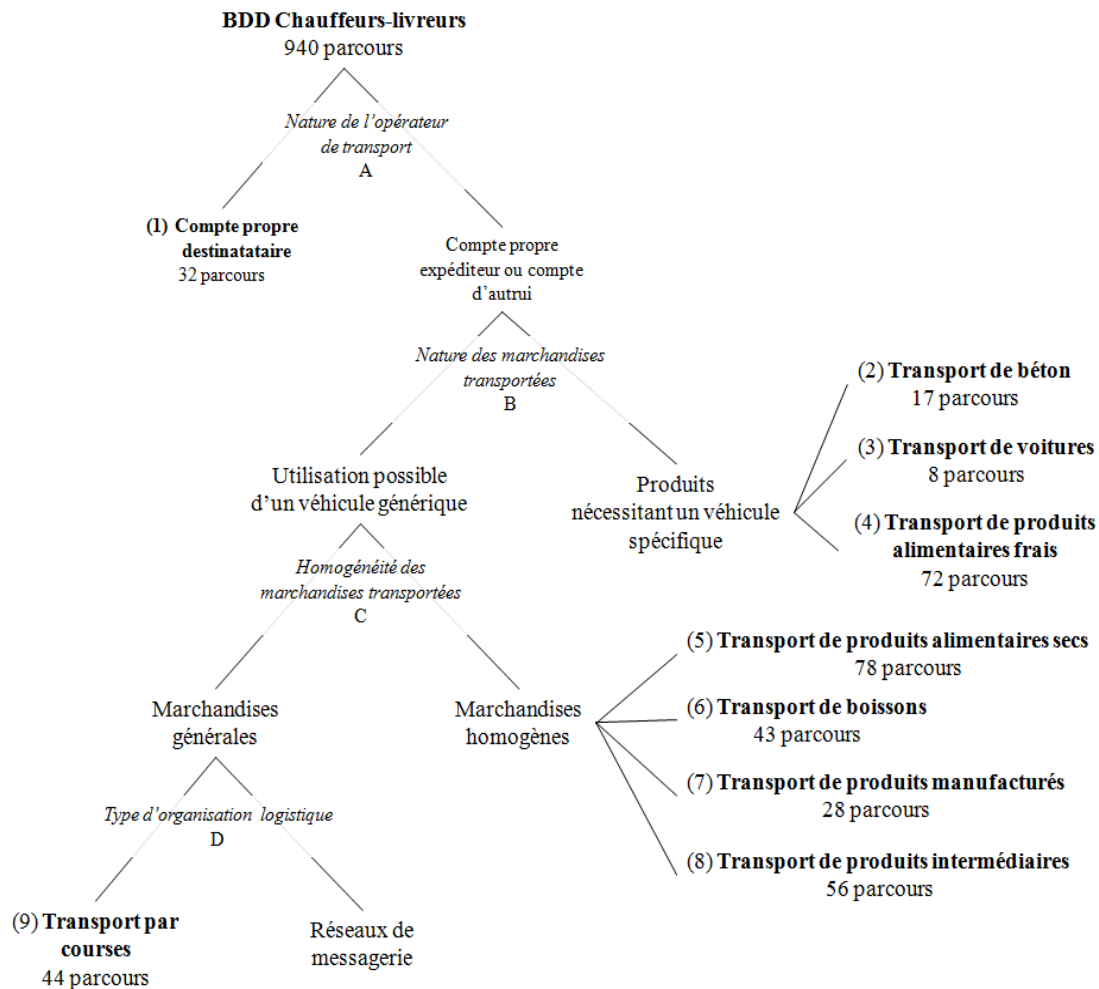 BDD Chauffeurs-livreurs
940 parcours
Nature de l'opérateur
de transport
A
(1) Compte propre
destinatataire
32 parcours
Compte propre
expéditeur ou compte
d'autrui
Nature des marchandises
transportées
B
(2) Transport de béton
17 parcours
(3) Transport de voitures
8 parcours
(4) Transport de produits
alimentaires frais
72 parcours
Utilisation possible
d'un véhicule générique
Produits
nécessitant un véhicule
spécifique
Homogénéité des
marchandises transportées
C
(5) Transport de produits alimentaires secs
78 parcours
(6) Transport de boissons
43 parcours
(7) Transport de produits manufacturés
28 parcours
(8) Transport de produits intermédiaires
56 parcours
Marchandises
générales
Marchandises
homogènes
Type d'organisation logistique
D
(9) Transport par
courses
44 parcours
Réseaux de
messagerie